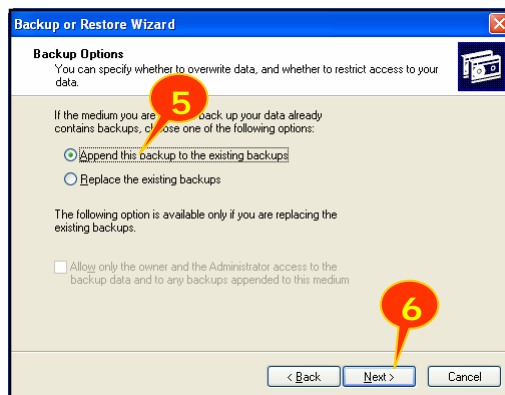 Backup or Restore Wizard
Backup Options
You can specify whether to overwrite data, and whether to restrict access to your
data.
5
If the medium you are back up your data already
contains backups, choose one of the following options:
Append this backup to the existing backups
Replace the existing backups
The following option is available only if you are replacing the
existing backups.
Allow only the owner and the Administrator access to the
backup data and to any backups appended to this medium
6
< Back
Next >
Cancel